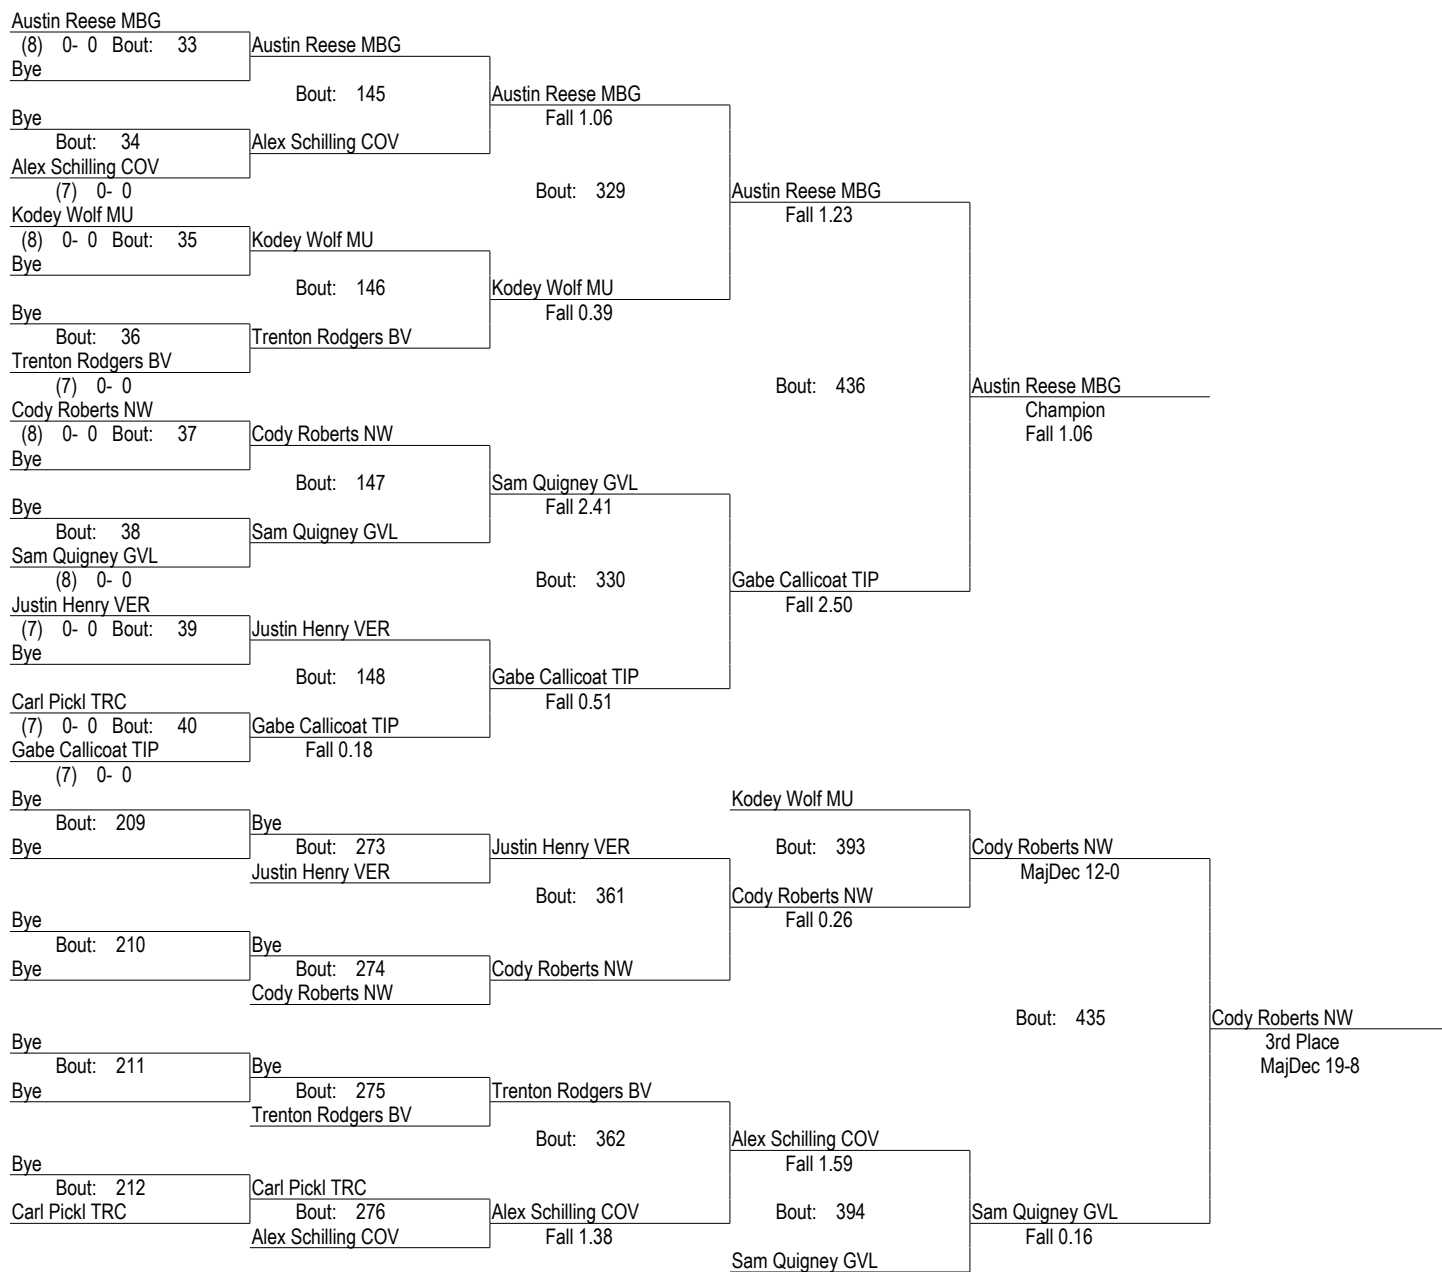 Austin Reese MBG
(8) 0- 0 Bout: 33 Austin Reese MBG
Bye
Bout: 145 Austin Reese MBG
Bye Fall 1.06
Bout: 34 Alex Schilling COV
Alex Schilling COV
(7) 0- 0 Bout: 329 Austin Reese MBG
Kodey Wolf MU Fall 1.23
(8) 0- 0 Bout: 35 Kodey Wolf MU
Bye
Bout: 146 Kodey Wolf MU
Bye Fall 0.39
Bout: 36 Trenton Rodgers BV
Trenton Rodgers BV
(7) 0- 0 Bout: 436 Austin Reese MBG
Cody Roberts NW Champion
(8) 0- 0 Bout: 37 Cody Roberts NW Fall 1.06
Bye
Bout: 147 Sam Quigney GVL
Bye Fall 2.41
Bout: 38 Sam Quigney GVL
Sam Quigney GVL
(8) 0- 0 Bout: 330 Gabe Callicoat TIP
Justin Henry VER Fall 2.50
(7) 0- 0 Bout: 39 Justin Henry VER
Bye
Bout: 148 Gabe Callicoat TIP
Carl Pickl TRC Fall 0.51
(7) 0- 0 Bout: 40 Gabe Callicoat TIP
Gabe Callicoat TIP Fall 0.18
(7) 0- 0
Bye Kodey Wolf MU
Bout: 209 Bye
Bye Bout: 273 Justin Henry VER Bout: 393 Cody Roberts NW
Justin Henry VER MajDec 12-0
Bout: 361 Cody Roberts NW
Bye Fall 0.26
Bout: 210 Bye
Bye Bout: 274 Cody Roberts NW
Cody Roberts NW
Bout: 435 Cody Roberts NW
Bye 3rd Place
Bout: 211 Bye MajDec 19-8
Bye Bout: 275 Trenton Rodgers BV
Trenton Rodgers BV
Bout: 362 Alex Schilling COV
Bye Fall 1.59
Bout: 212 Carl Pickl TRC
Carl Pickl TRC Bout: 276 Alex Schilling COV Bout: 394 Sam Quigney GVL
Alex Schilling COV Fall 1.38 Fall 0.16
Sam Quigney GVL